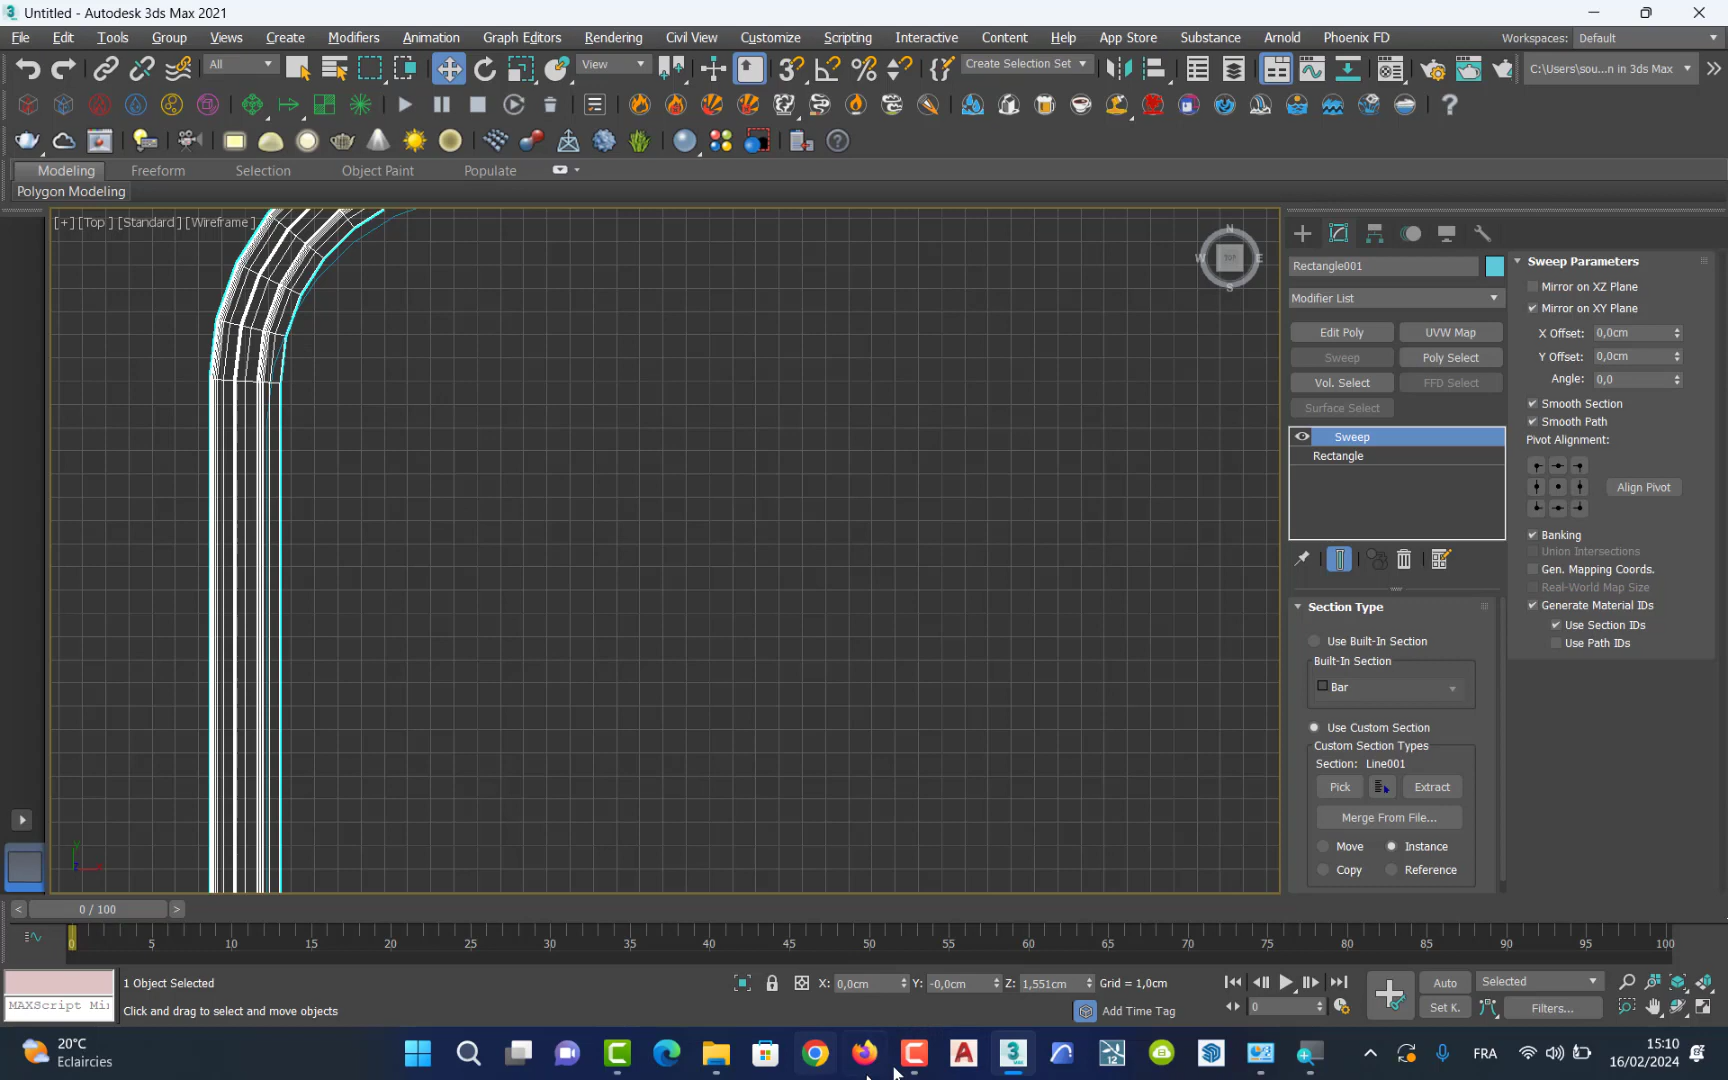 Untitled - Autodesk 3ds Max 2021
File Edit Tools Group Views Create Modifiers Animation Graph Editors Rendering Civil View Customize Scripting Interactive Content Help App Store Substance Arnold Phoenix FD Workspaces: Default
All View Create Selection Set C:\Users\sou...n in 3ds Max
Modeling Freeform Selection Object Paint Populate
Polygon Modeling
[+] [Top ] [Standard ] [Wireframe ]
N
W TOP E
S
Rectangle001
Modifier List
Edit Poly UVW Map
Sweep Poly Select
Vol. Select FFD Select
Surface Select
Sweep
Rectangle
Section Type
Use Built-In Section
Built-In Section
Bar
Use Custom Section
Custom Section Types
Section: Line001
Pick Extract
Merge From File...
Move Instance
Copy Reference
Sweep Parameters
Mirror on XZ Plane
Mirror on XY Plane
X Offset: 0,0cm
Y Offset: 0,0cm
Angle: 0,0
Smooth Section
Smooth Path
Pivot Alignment:
Align Pivot
Banking
Union Intersections
Gen. Mapping Coords.
Real-World Map Size
Generate Material IDs
Use Section IDs
Use Path IDs
< 0 / 100 >
0 5 10 15 20 25 30 35 40 45 50 55 60 65 70 75 80 85 90 95 100
1 Object Selected X: 0,0cm Y: -0,0cm Z: 1,551cm Grid = 1,0cm Auto Selected
MAXScript Mi
Click and drag to select and move objects Add Time Tag 0 Set K. Filters...
20°C
Eclaircies
FRA
15:10
16/02/2024